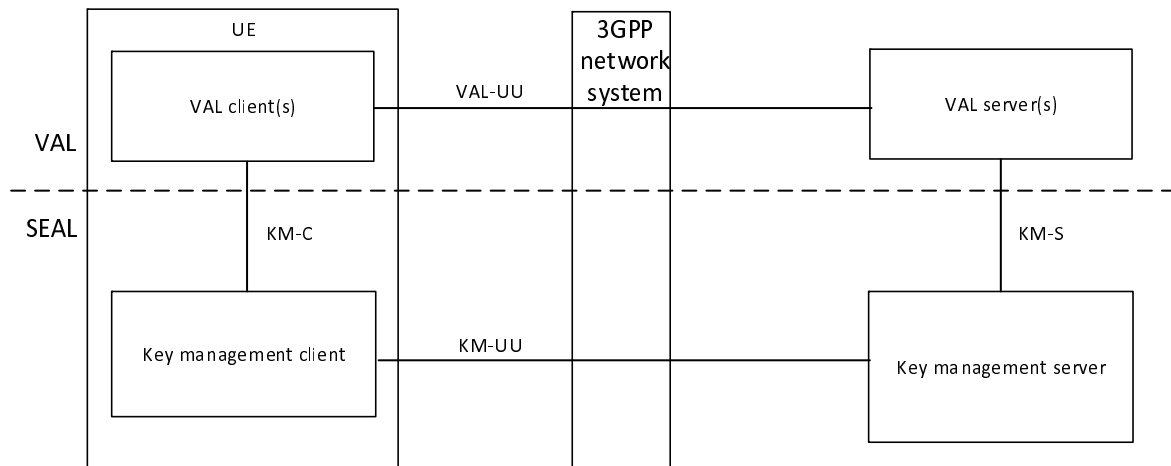 UE
3GPP
network
system
VAL client(s)
VAL-UU
VAL server(s)
VAL
SEAL
KM-C
KM-S
Key management client
KM-UU
Key management server